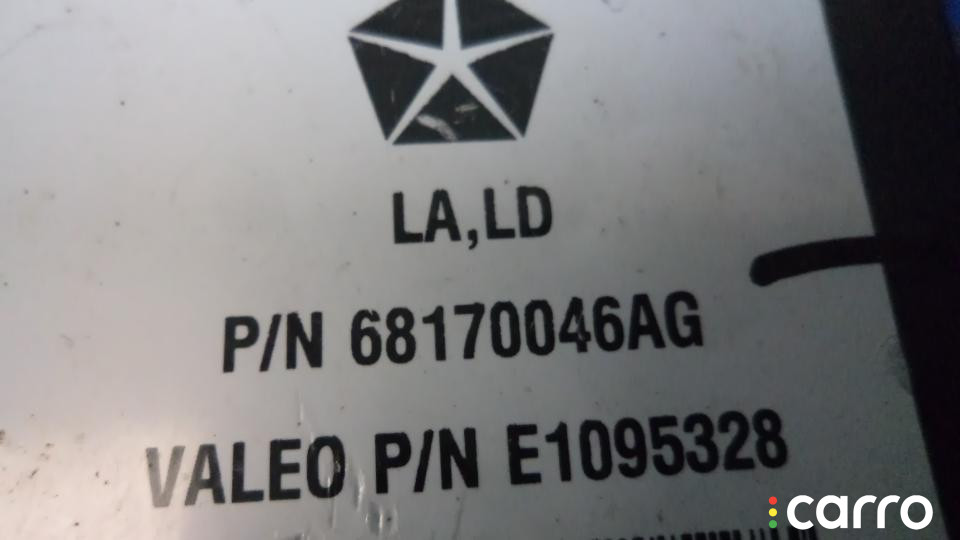 LA,LD
P/N 68170046AG
VALEO P/N E1095328
carro